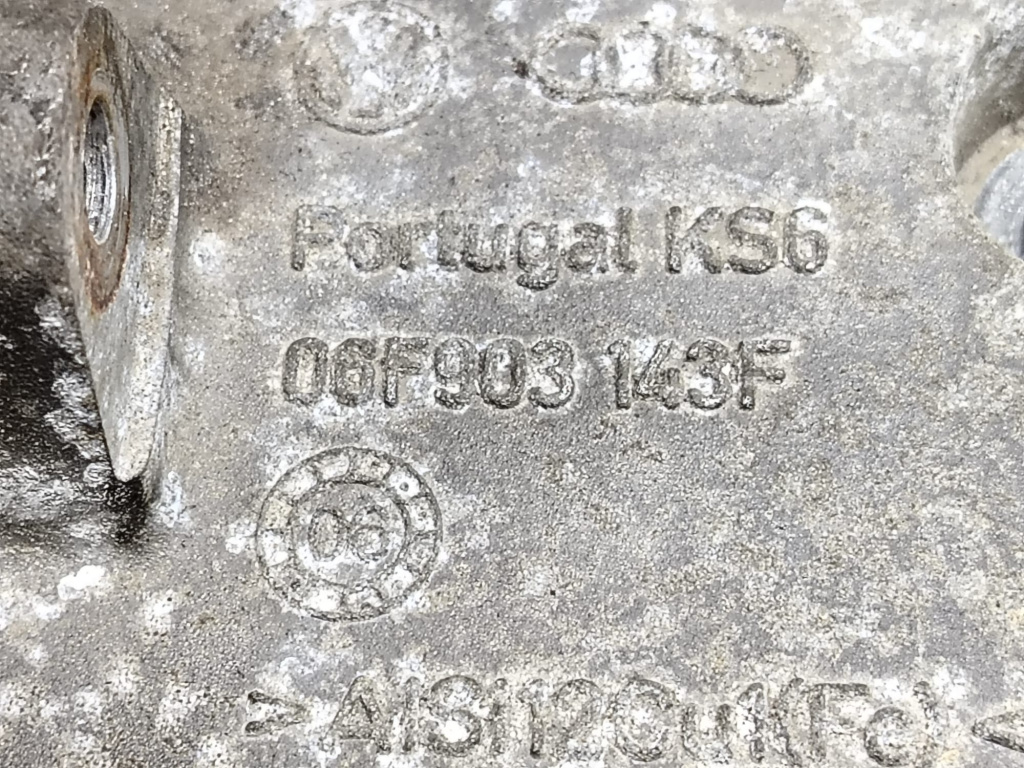 Portugal KS6
06F903 143F
06
>AlSi12Cu1(Fe)<